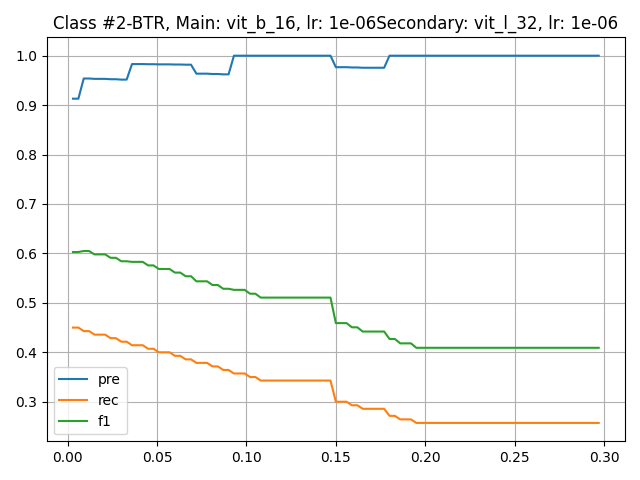 Class #2-BTR, Main: vit_b_16, lr: 1e-06Secondary: vit_l_32, lr: 1e-06
1.0
0.9
0.8
0.7
0.6
0.5
0.4
0.3
pre
rec
f1
0.00 0.05 0.10 0.15 0.20 0.25 0.30